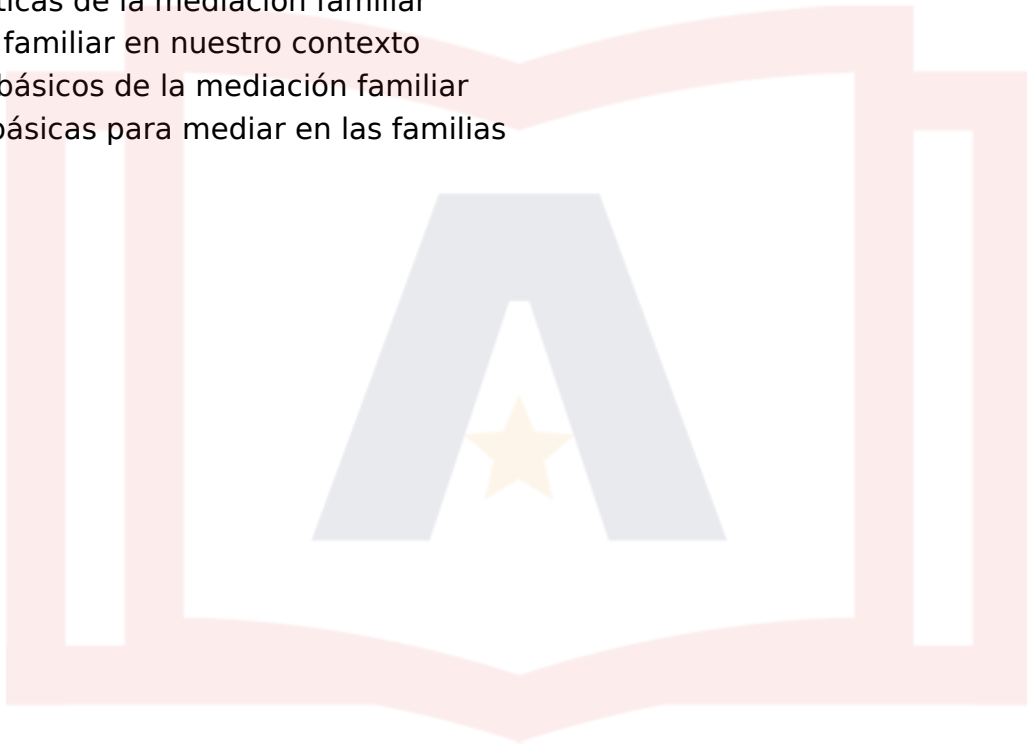 de la mediación familiar
familiar en nuestro contexto
básicos de la mediación familiar
básicas para mediar en las familias